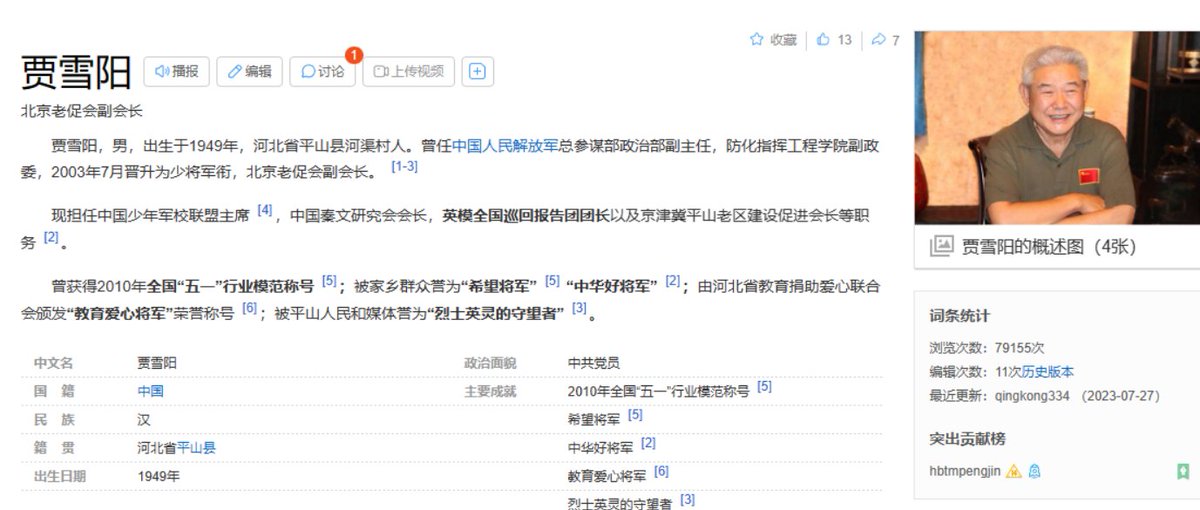 收藏 13 7
贾雪阳 播报 编辑 讨论 1 上传视频
北京老促会副会长
贾雪阳，男，出生于1949年，河北省平山县河渠村人。曾任中国人民解放军总参谋部政治部副主任，防化指挥工程学院副政
委，2003年7月晋升为少将军衔，北京老促会副会长。 [1-3]
现担任中国少年军校联盟主席 [4] ，中国秦文研究会会长，英模全国巡回报告团团长以及京津冀平山老区建设促进会长等职
务 [2] 。
曾获得2010年全国“五一”行业模范称号 [5] ；被家乡群众誉为“希望将军” [5] “中华好将军” [2] ；由河北省教育捐助爱心联合
会颁发“教育爱心将军”荣誉称号 [6] ；被平山人民和媒体誉为“烈士英灵的守望者” [3] 。
中文名 贾雪阳
国 籍 中国
民 族 汉
籍 贯 河北省平山县
出生日期 1949年
政治面貌 中共党员
主要成就 2010年全国“五一”行业模范称号 [5]
希望将军 [5]
中华好将军 [2]
教育爱心将军 [6]
烈士英灵的守望者 [3]
贾雪阳的概述图（4张）
词条统计
浏览次数：79155次
编辑次数：11次历史版本
最近更新：qingkong334 （2023-07-27）
突出贡献榜
hbtmpengjin